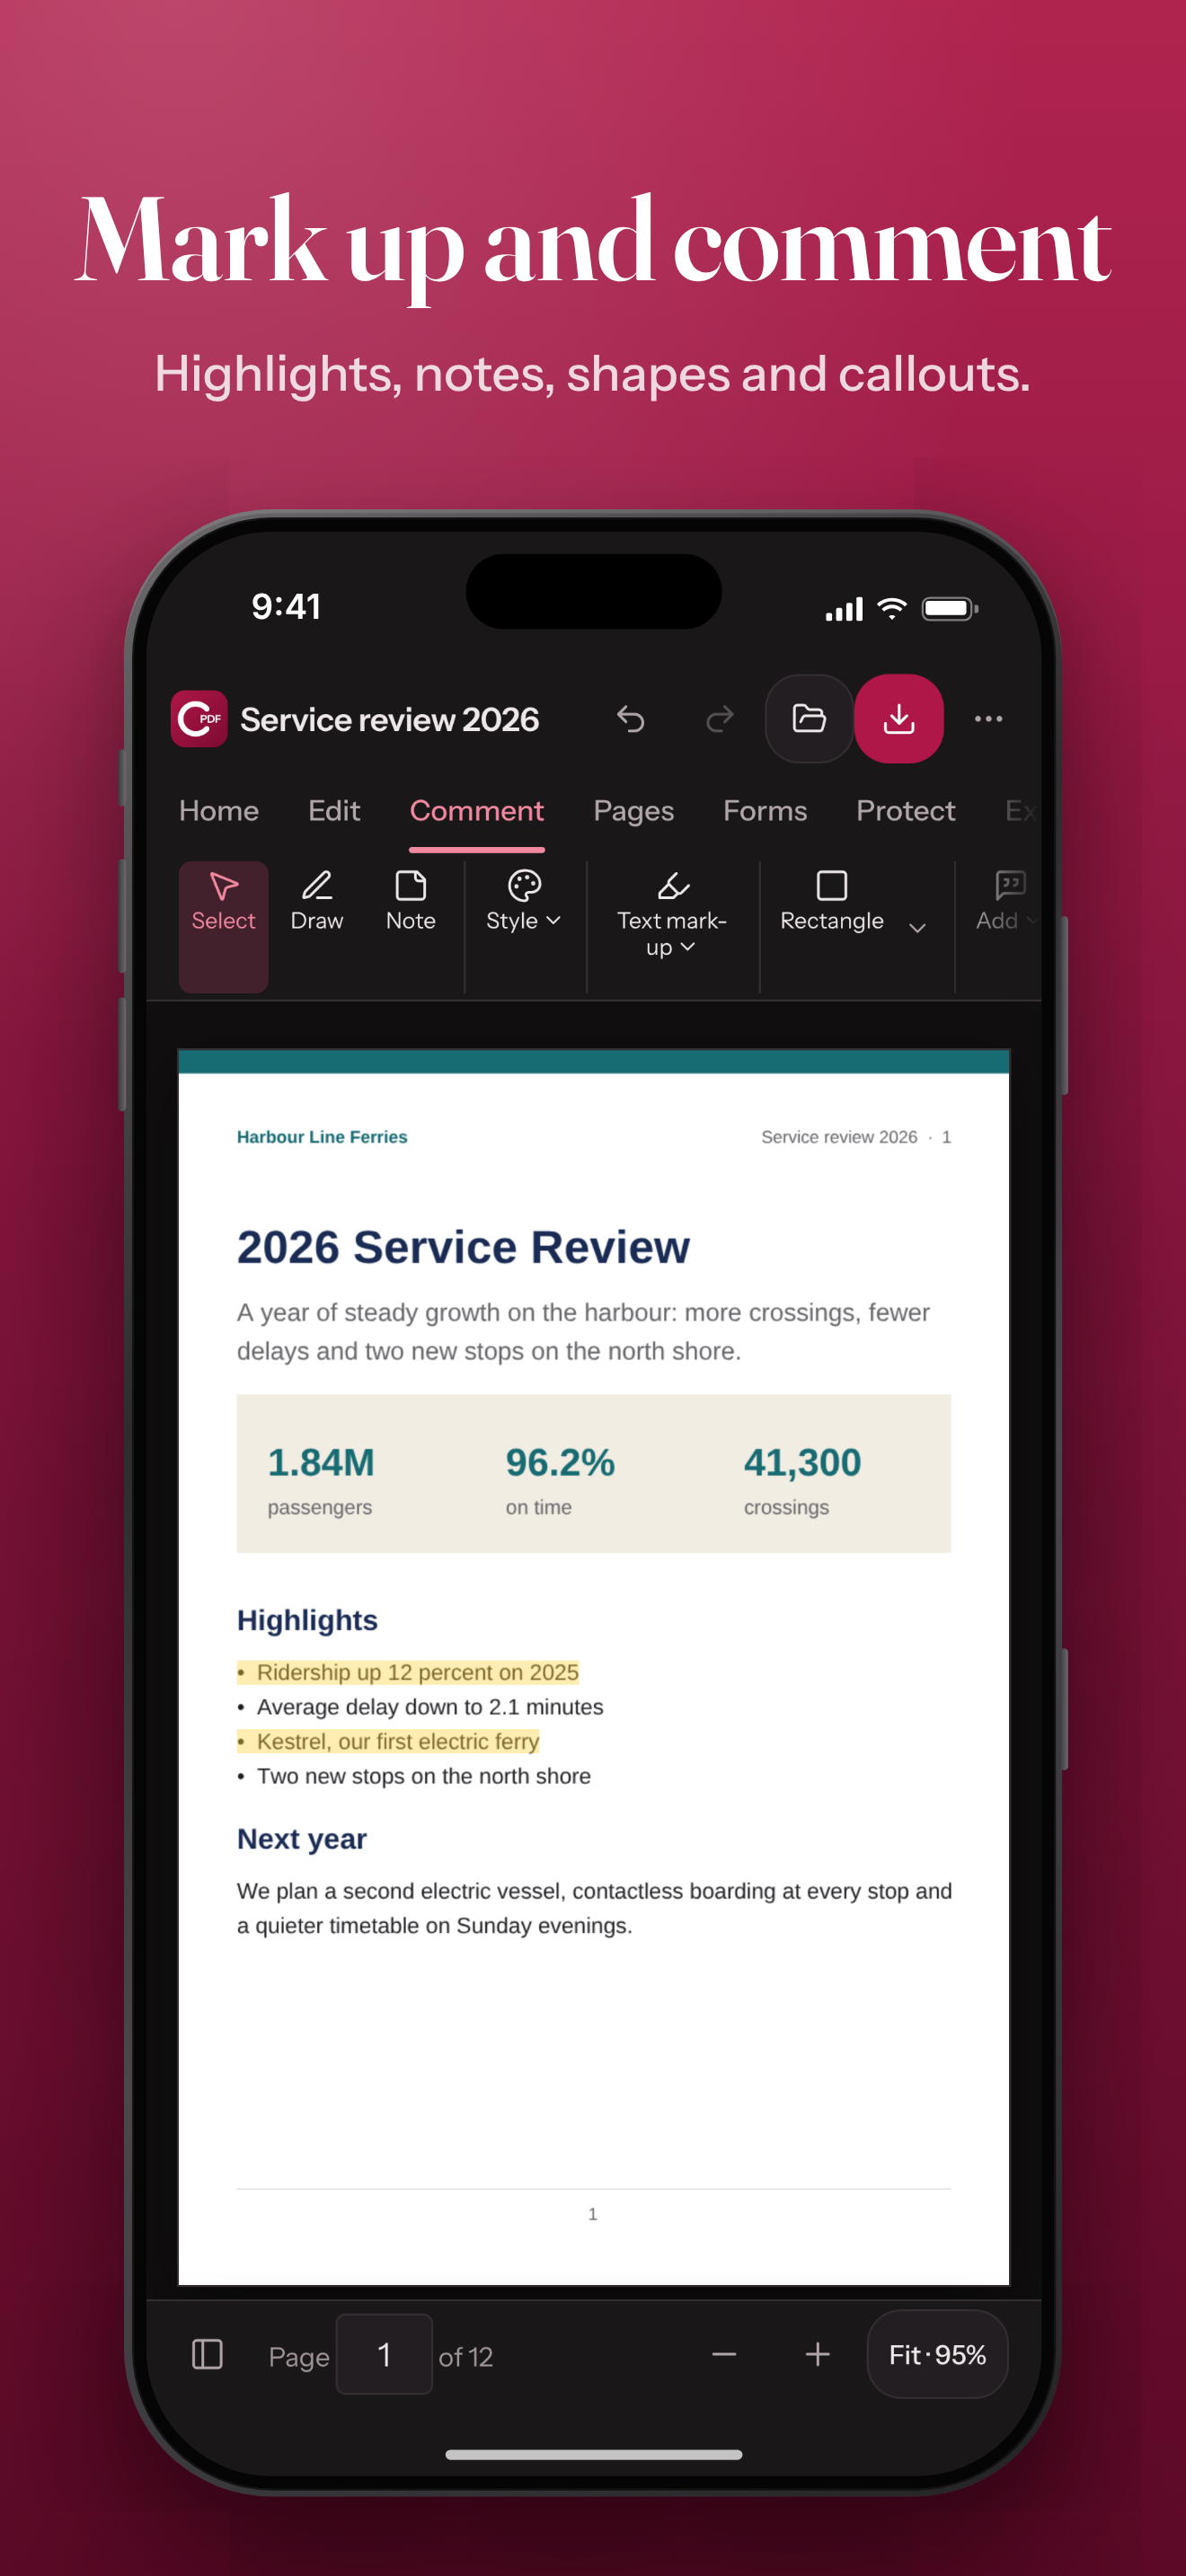 Mark up and comment
Highlights, notes, shapes and callouts.
9:41
PDF Service review 2026
Home Edit Comment Pages Forms Protect Ex
Select Draw Note Style Text mark-
up Rectangle Add
Harbour Line Ferries Service review 2026 · 1
2026 Service Review
A year of steady growth on the harbour: more crossings, fewer
delays and two new stops on the north shore.
1.84M 96.2% 41,300
passengers on time crossings
Highlights
• Ridership up 12 percent on 2025
• Average delay down to 2.1 minutes
• Kestrel, our first electric ferry
• Two new stops on the north shore
Next year
We plan a second electric vessel, contactless boarding at every stop and
a quieter timetable on Sunday evenings.
1
Page 1 of 12 Fit · 95%